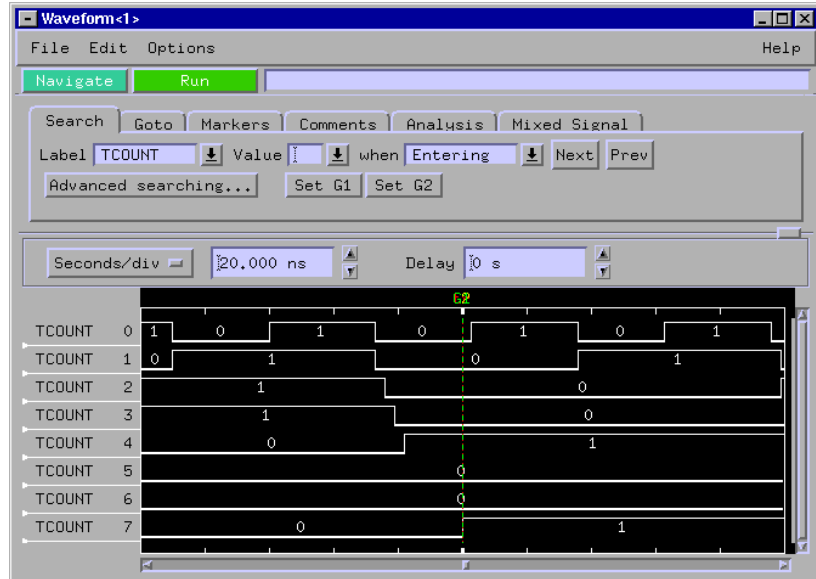 Waveform<1>
File Edit Options Help
Navigate Run
Search Goto Markers Comments Analysis Mixed Signal
Label TCOUNT Value when Entering Next Prev
Advanced searching... Set G1 Set G2
Seconds/div 20.000 ns Delay 0 s
G2
TCOUNT 0 1 0 1 0 1 0 1
TCOUNT 1 0 1 0 1
TCOUNT 2 1 0
TCOUNT 3 1 0
TCOUNT 4 0 1
TCOUNT 5 0
TCOUNT 6 0
TCOUNT 7 0 1